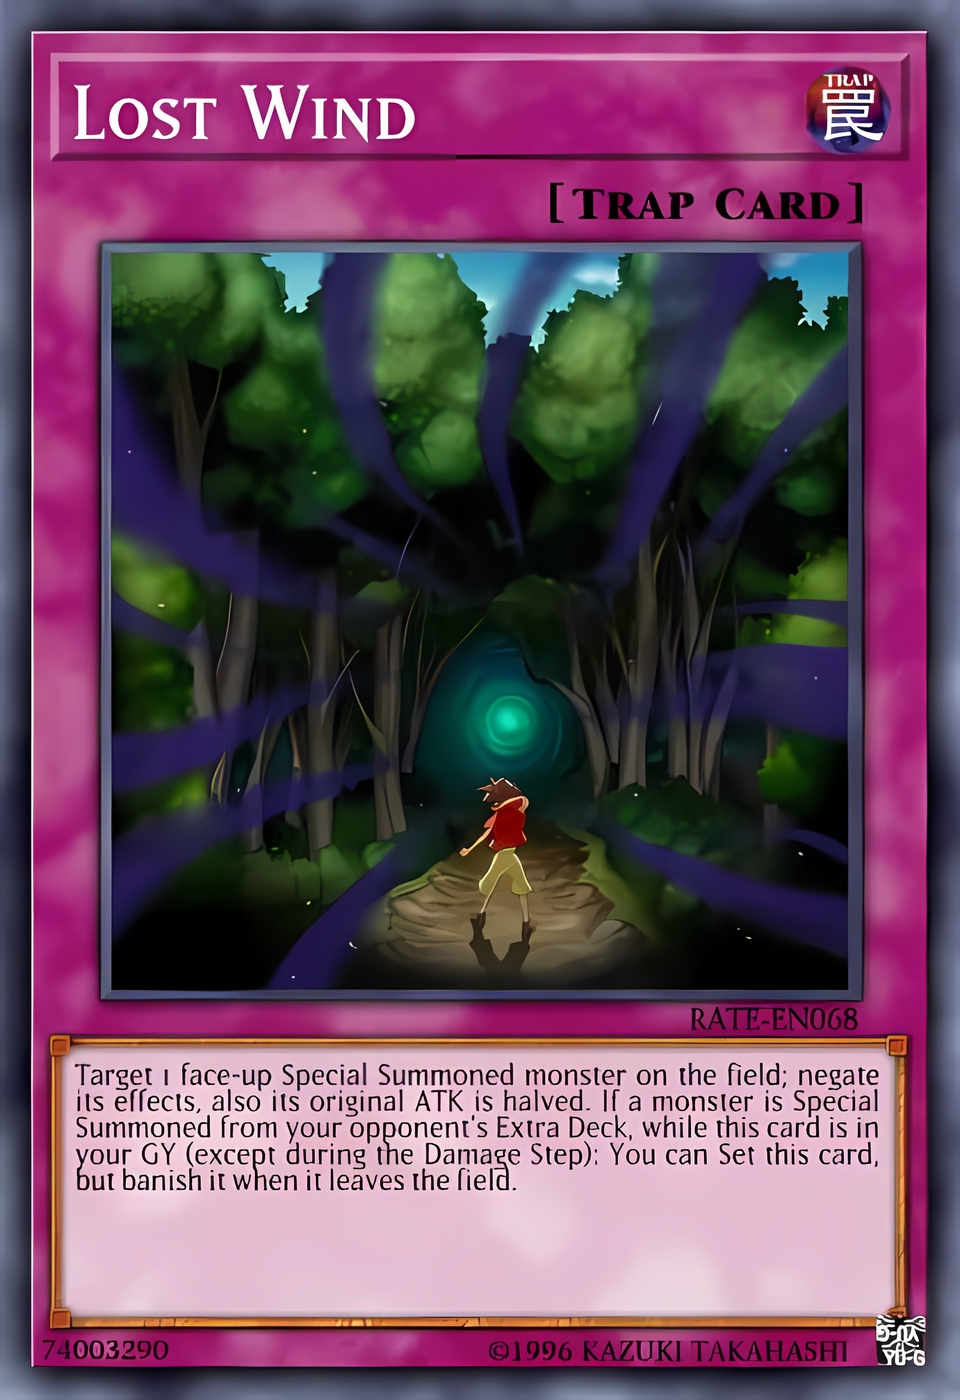 Lost Wind
TRAP
罠
[Trap Card]
RATE-EN068
Target 1 face-up Special Summoned monster on the field; negate
its effects, also its original ATK is halved. If a monster is Special
Summoned from your opponent's Extra Deck, while this card is in
your GY (except during the Damage Step): You can Set this card,
but banish it when it leaves the field.
74003290
©1996 KAZUKI TAKAHASHI